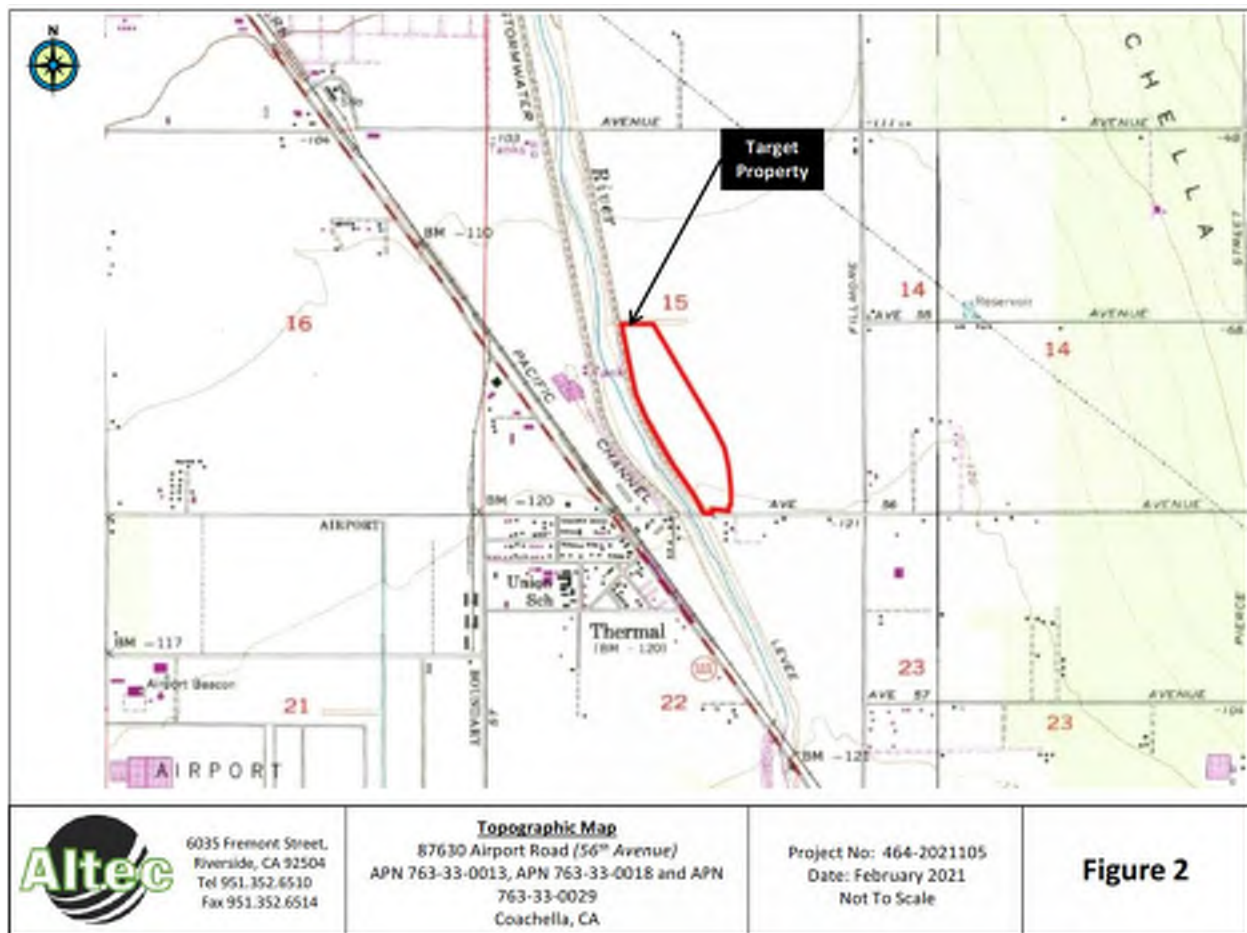 N
STORMWATER
River
C H E L L A
AVENUE
-111
AVENUE
-104
-103
Tanks
Target
Property
STREET
BM -110
FILLMORE
14
Reservoir
15
16
AVE 55
AVENUE
-68
14
PACIFIC
CHANNEL
BM -120
AVE
56
AVENUE
-121
AIRPORT
Union
Sch
Thermal
(BM -120)
LEVEE
PIERCE
BM -117
Airport Beacon
21
BOUNDARY
22
23
AVE 57
AVENUE
23
AIRPORT
Altec
6035 Fremont Street,
Riverside, CA 92504
Tel 951.352.6510
Fax 951.352.6514
Topographic Map
87630 Airport Road (56th Avenue)
APN 763-33-0013, APN 763-33-0018 and APN
763-33-0029
Coachella, CA
Project No: 464-2021105
Date: February 2021
Not To Scale
Figure 2